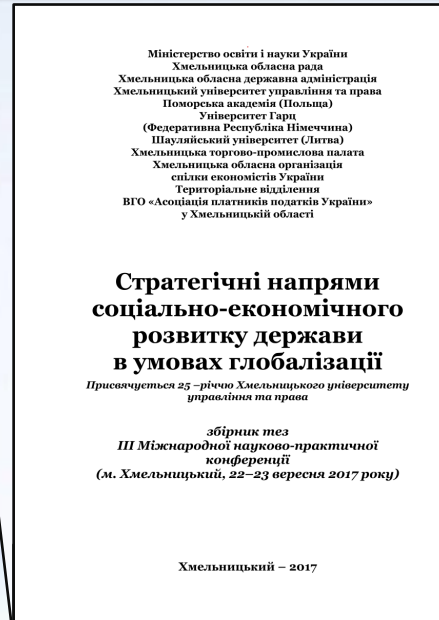 Міністерство освіти і науки України
Хмельницька обласна рада
Хмельницька обласна державна адміністрація
Хмельницький університет управління та права
Поморська академія (Польща)
Університет Гарц
(Федеративна Республіка Німеччина)
Шауляйський університет (Литва)
Хмельницька торгово-промислова палата
Хмельницька обласна організація
спілки економістів України
Територіальне відділення
ВГО «Асоціація платників податків України»
у Хмельницькій області
Стратегічні напрями
соціально-економічного
розвитку держави
в умовах глобалізації
Присвячується 25 –річчю Хмельницького університету
управління та права
збірник тез
ІІІ Міжнародної науково-практичної
конференції
(м. Хмельницький, 22–23 вересня 2017 року)
Хмельницький – 2017